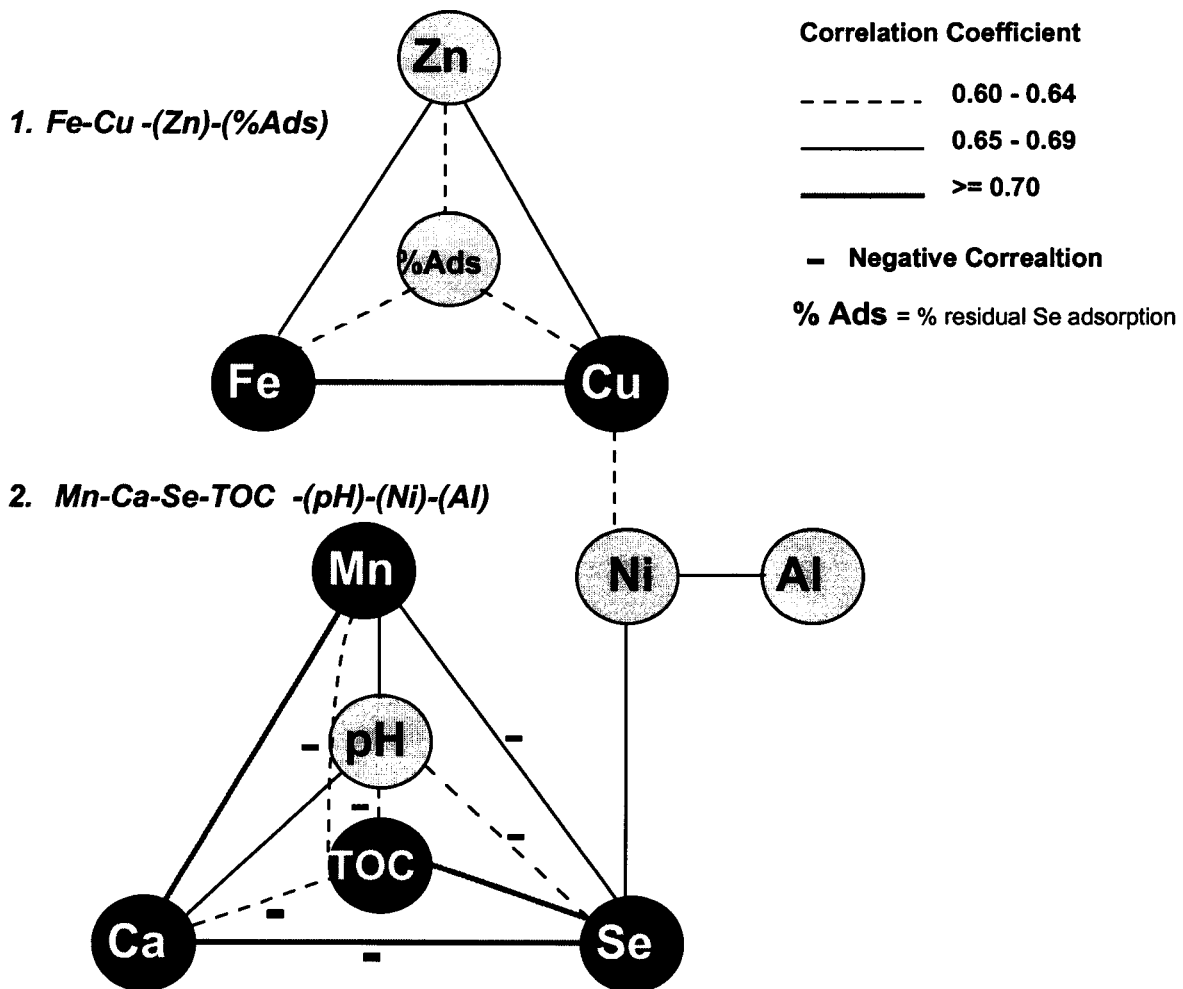 Correlation Coefficient
0.60 - 0.64
0.65 - 0.69
>= 0.70
- Negative Correaltion
% Ads = % residual Se adsorption
1. Fe-Cu -(Zn)-(%Ads)
Zn
%Ads
Fe
Cu
2. Mn-Ca-Se-TOC -(pH)-(Ni)-(Al)
Mn
Ni
Al
pH
-
-
-
-
TOC
-
Ca
Se
-